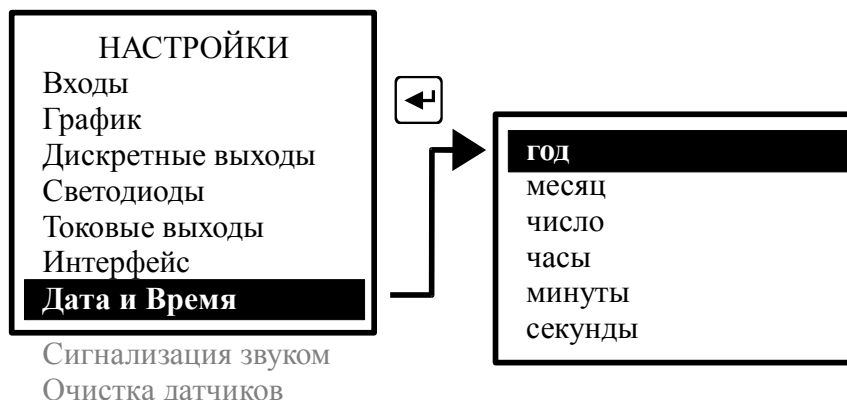 НАСТРОЙКИ
Входы
График
Дискретные выходы
Светодиоды
Токовые выходы
Интерфейс
Дата и Время
Сигнализация звуком
Очистка датчиков
год
месяц
число
часы
минуты
секунды